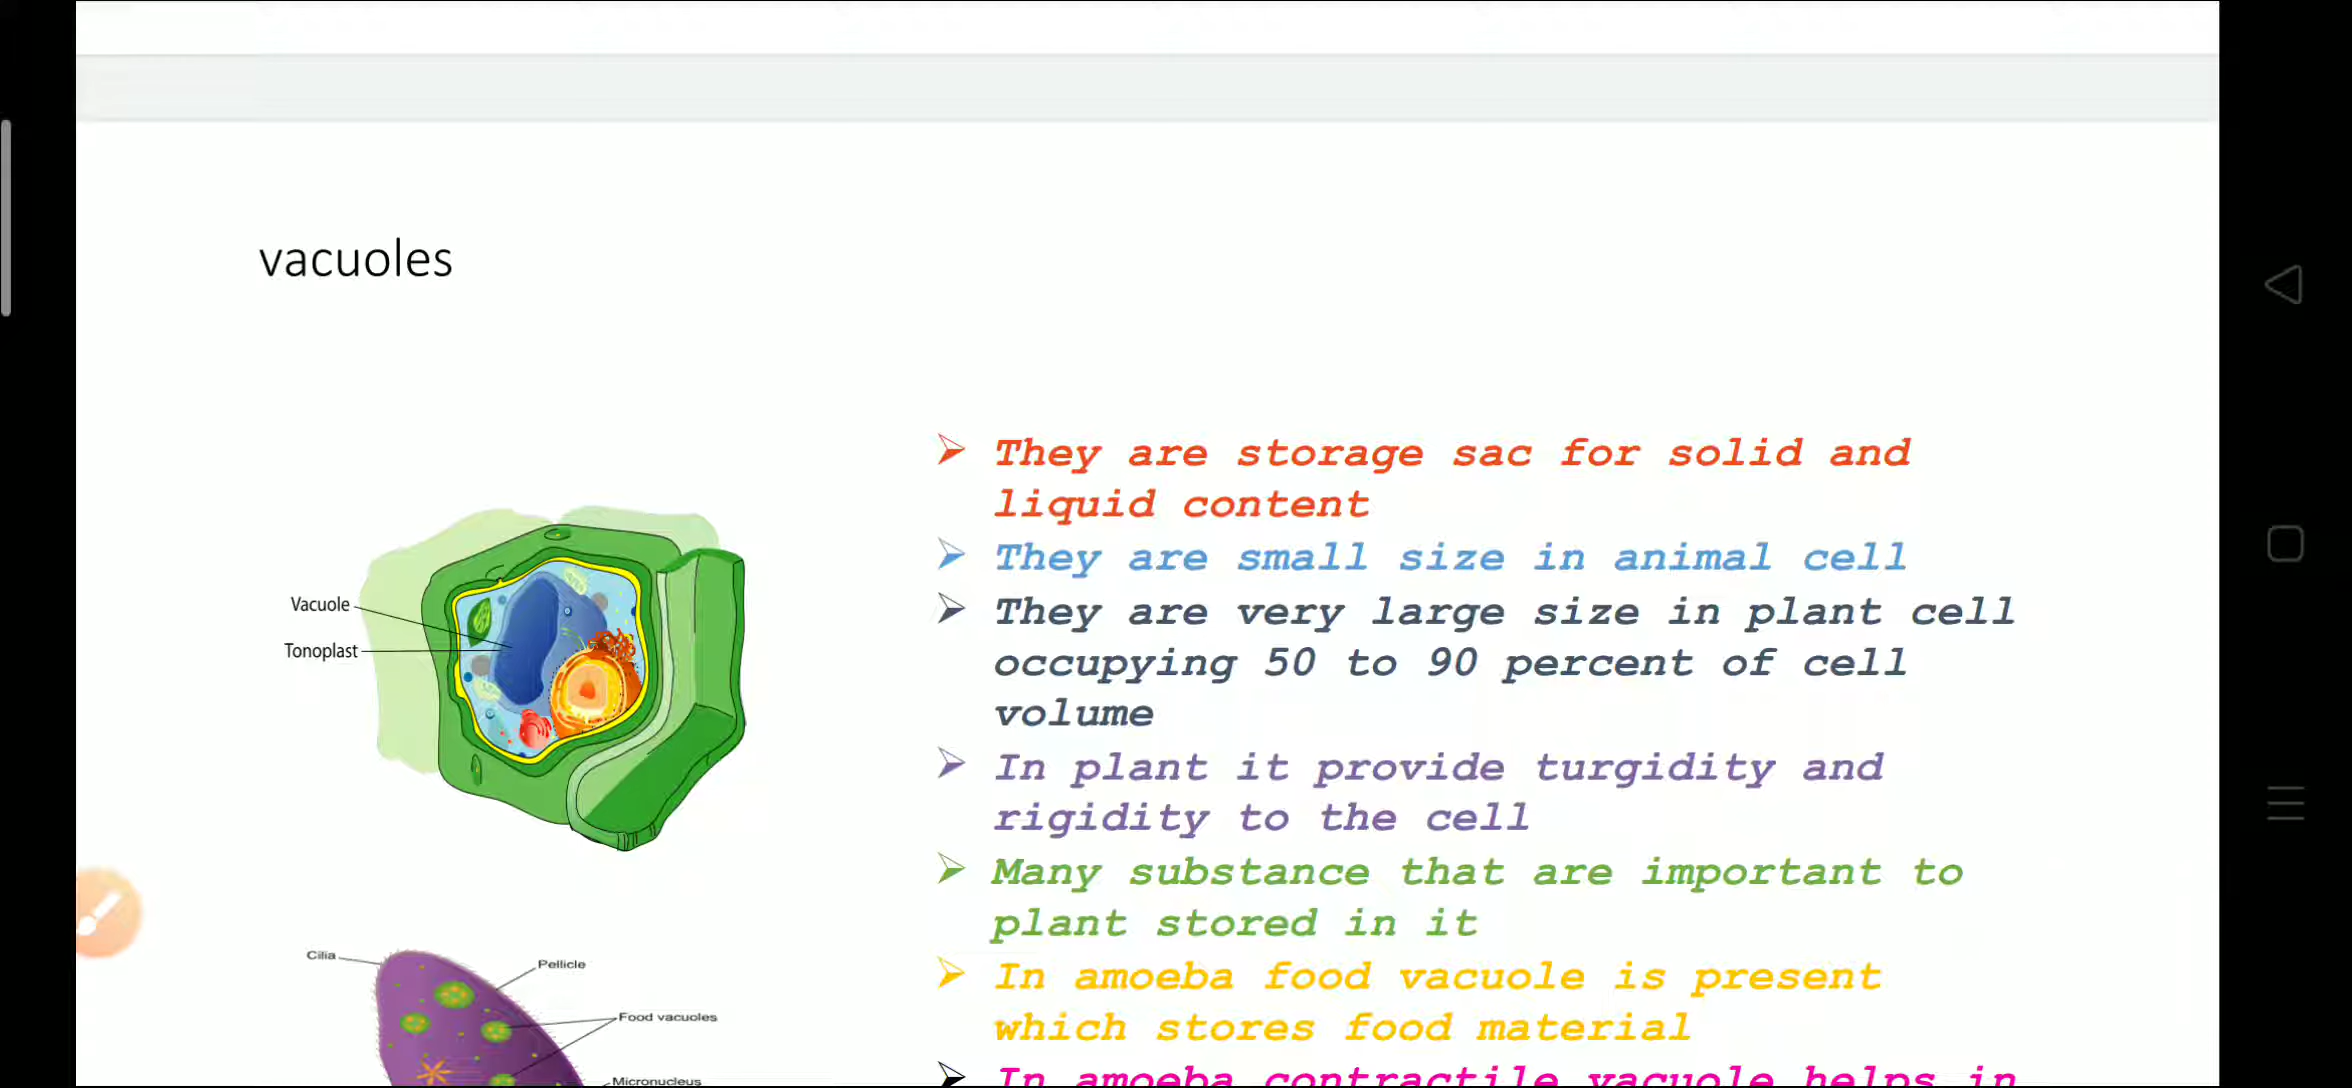 vacuoles
They are storage sac for solid and
liquid content
They are small size in animal cell
They are very large size in plant cell
occupying 50 to 90 percent of cell
volume
In plant it provide turgidity and
rigidity to the cell
Many substance that are important to
plant stored in it
In amoeba food vacuole is present
which stores food material
In amoeba contractile vacuole helps in
Vacuole
Tonoplast
Cilia
Pellicle
Food vacuoles
Micronucleus